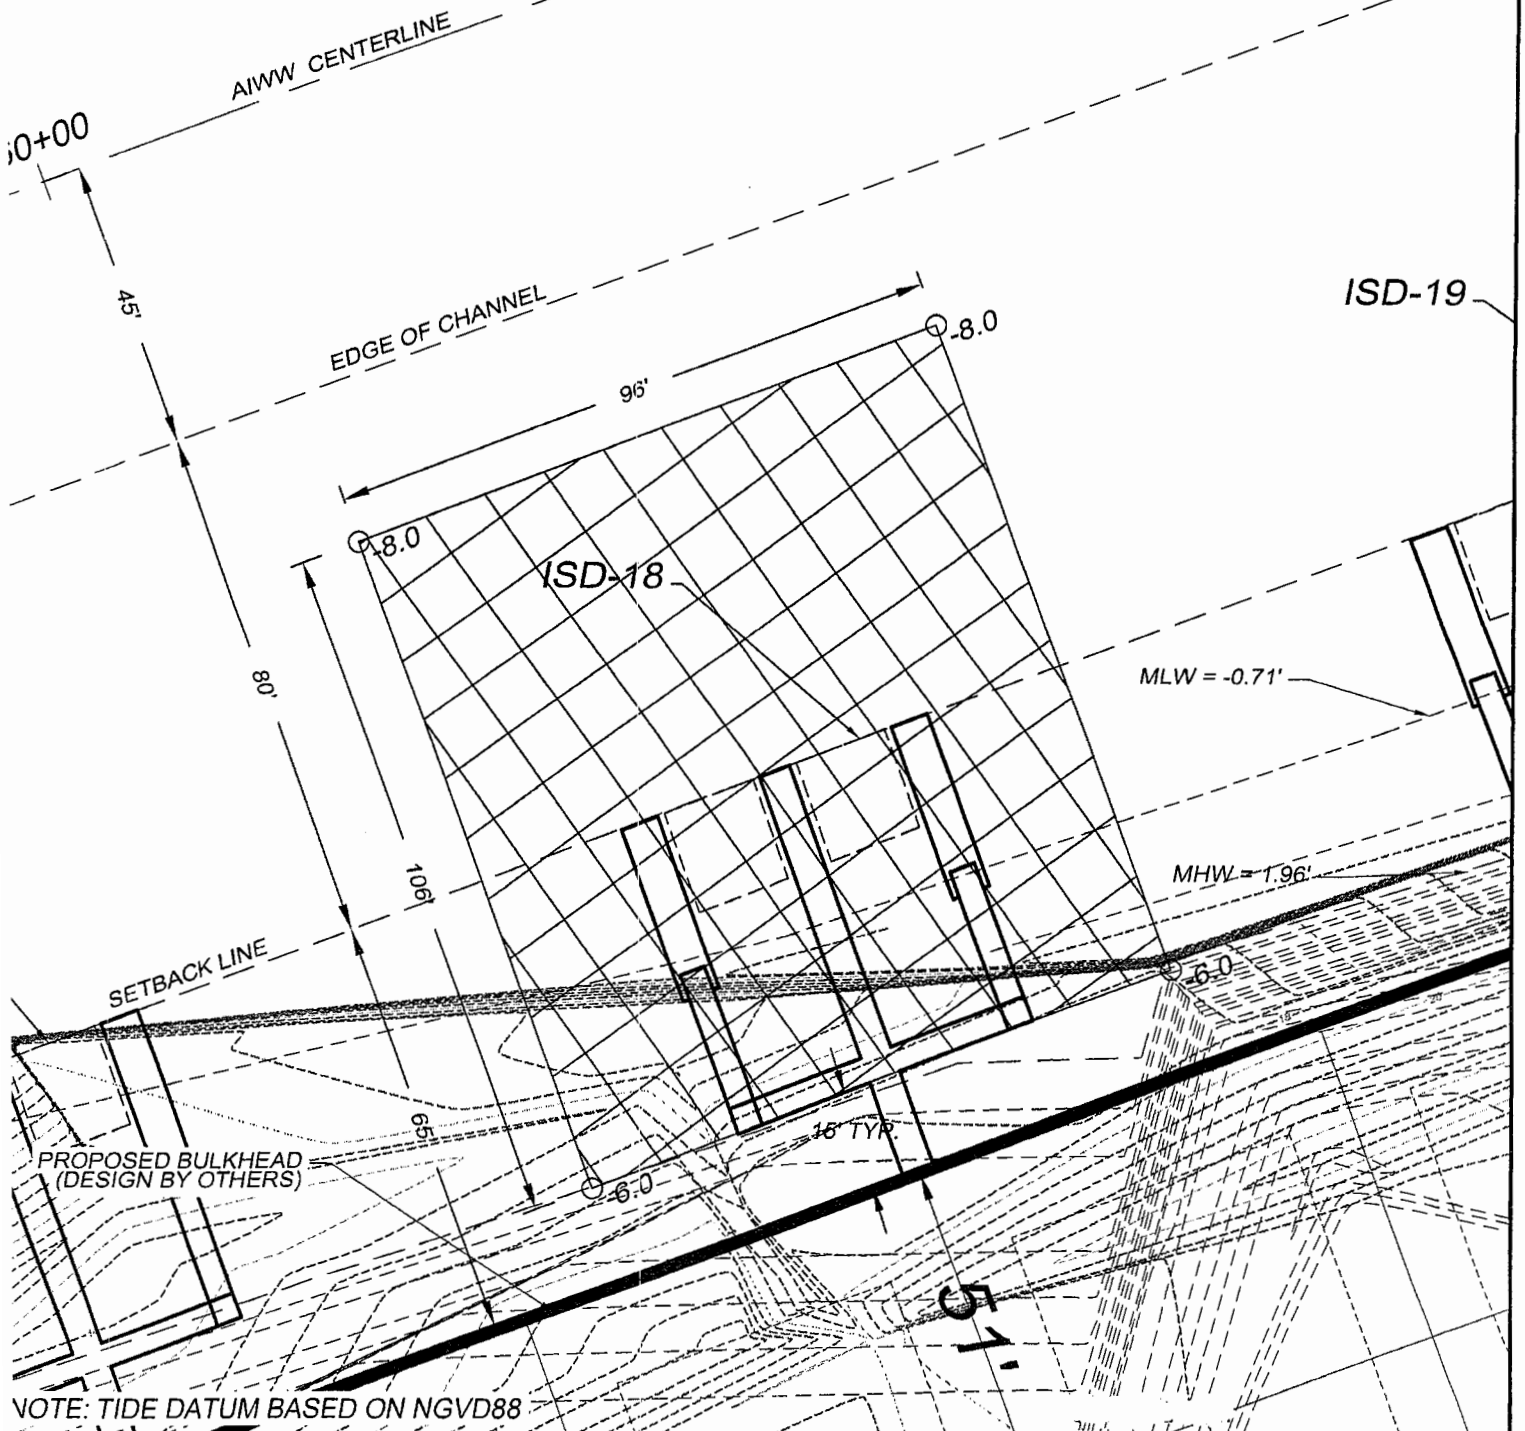 AIWW CENTERLINE
0+00
45'
EDGE OF CHANNEL
ISD-19
-8.0
96'
-8.0
ISD-18
MLW = -0.71'
80'
106'
MHW = 1.96'
SETBACK LINE
-6.0
65'
15' TYP.
PROPOSED BULKHEAD
(DESIGN BY OTHERS)
-6.0
51'
NOTE: TIDE DATUM BASED ON NGVD88